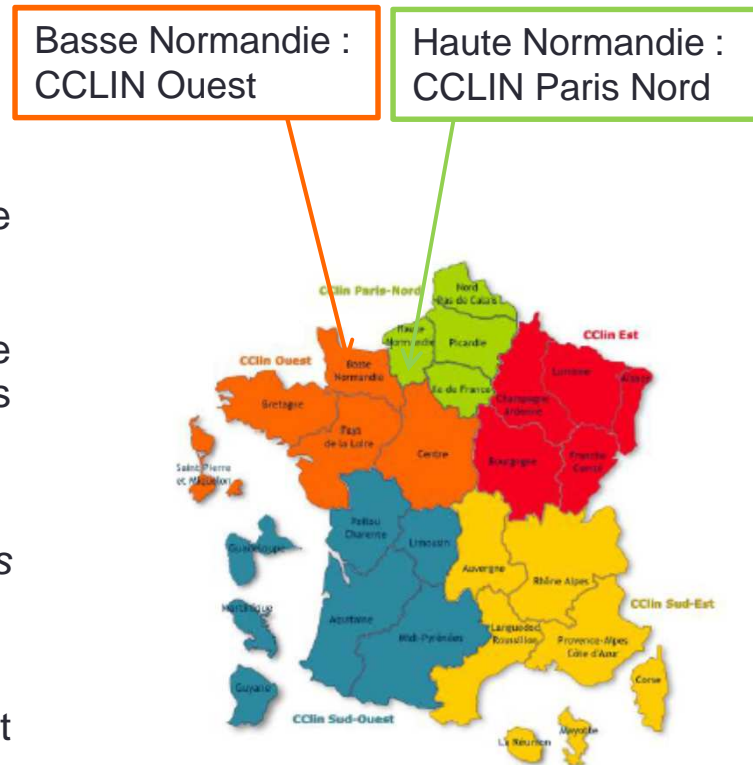 Basse Normandie :
CCLIN Ouest
Haute Normandie :
CCLIN Paris Nord
e
e
s
s
t
CClin Paris-Nord
Nord
Pas de Calais
Haute
Normandie
Picardie
Ile de France
CClin Est
Lorraine
Alsace
Champagne
Ardenne
Bourgogne
Franche
Comté
CClin Ouest
Basse
Normandie
Bretagne
Pays
de la Loire
Centre
Saint Pierre
et Miquelon
Poitou
Charente
Limousin
Guadeloupe
Martinique
Aquitaine
Midi-Pyrénées
Guyane
CClin Sud-Ouest
Auvergne
Rhône Alpes
CClin Sud-Est
Languedoc
Roussillon
Provence-Alpes
Côte d'Azur
Corse
La Réunion
Mayotte